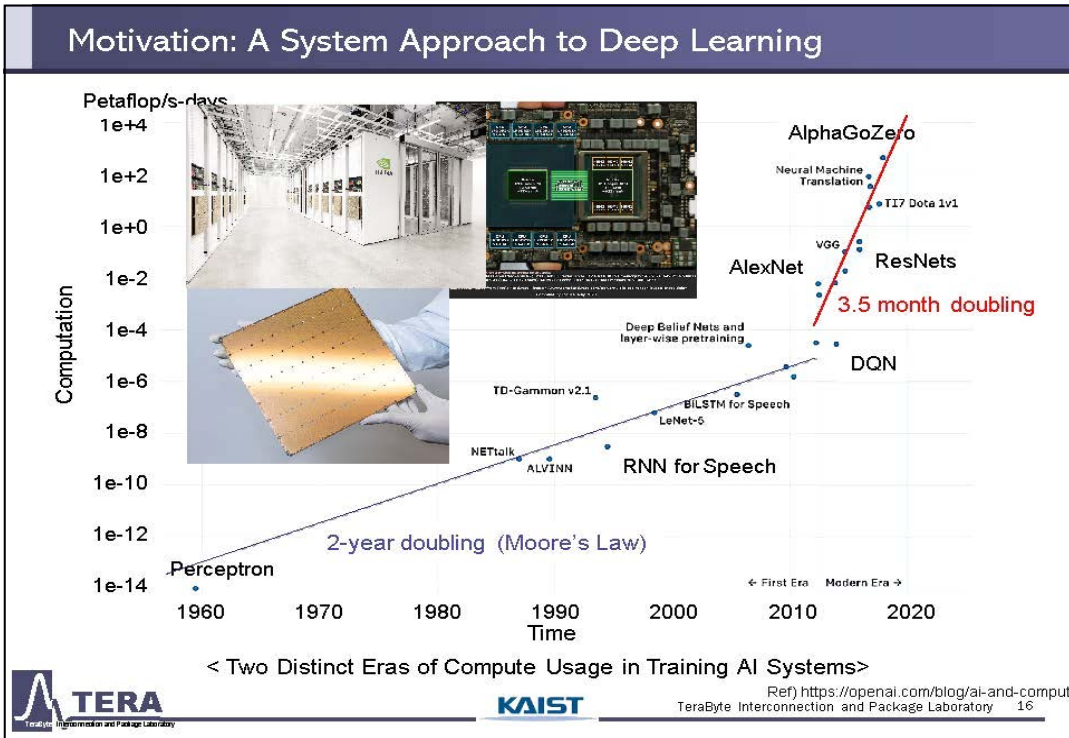 Motivation: A System Approach to Deep Learning
Petaflop/s-days
1e+4
1e+2
1e+0
1e-2
1e-4
1e-6
1e-8
1e-10
1e-12
1e-14
Computation
AlphaGoZero
Neural Machine
Translation
TI7 Dota 1v1
VGG
ResNets
AlexNet
3.5 month doubling
Deep Belief Nets and
layer-wise pretraining
DQN
TD-Gammon v2.1
BiLSTM for Speech
LeNet-5
NETtalk
ALVINN
RNN for Speech
2-year doubling (Moore's Law)
Perceptron
← First Era Modern Era →
1960 1970 1980 1990 2000 2010 2020
Time
< Two Distinct Eras of Compute Usage in Training AI Systems>
Ref) https://openai.com/blog/ai-and-comput
TERA
TeraByte Interconnection and Package Laboratory
KAIST
TeraByte Interconnection and Package Laboratory 16